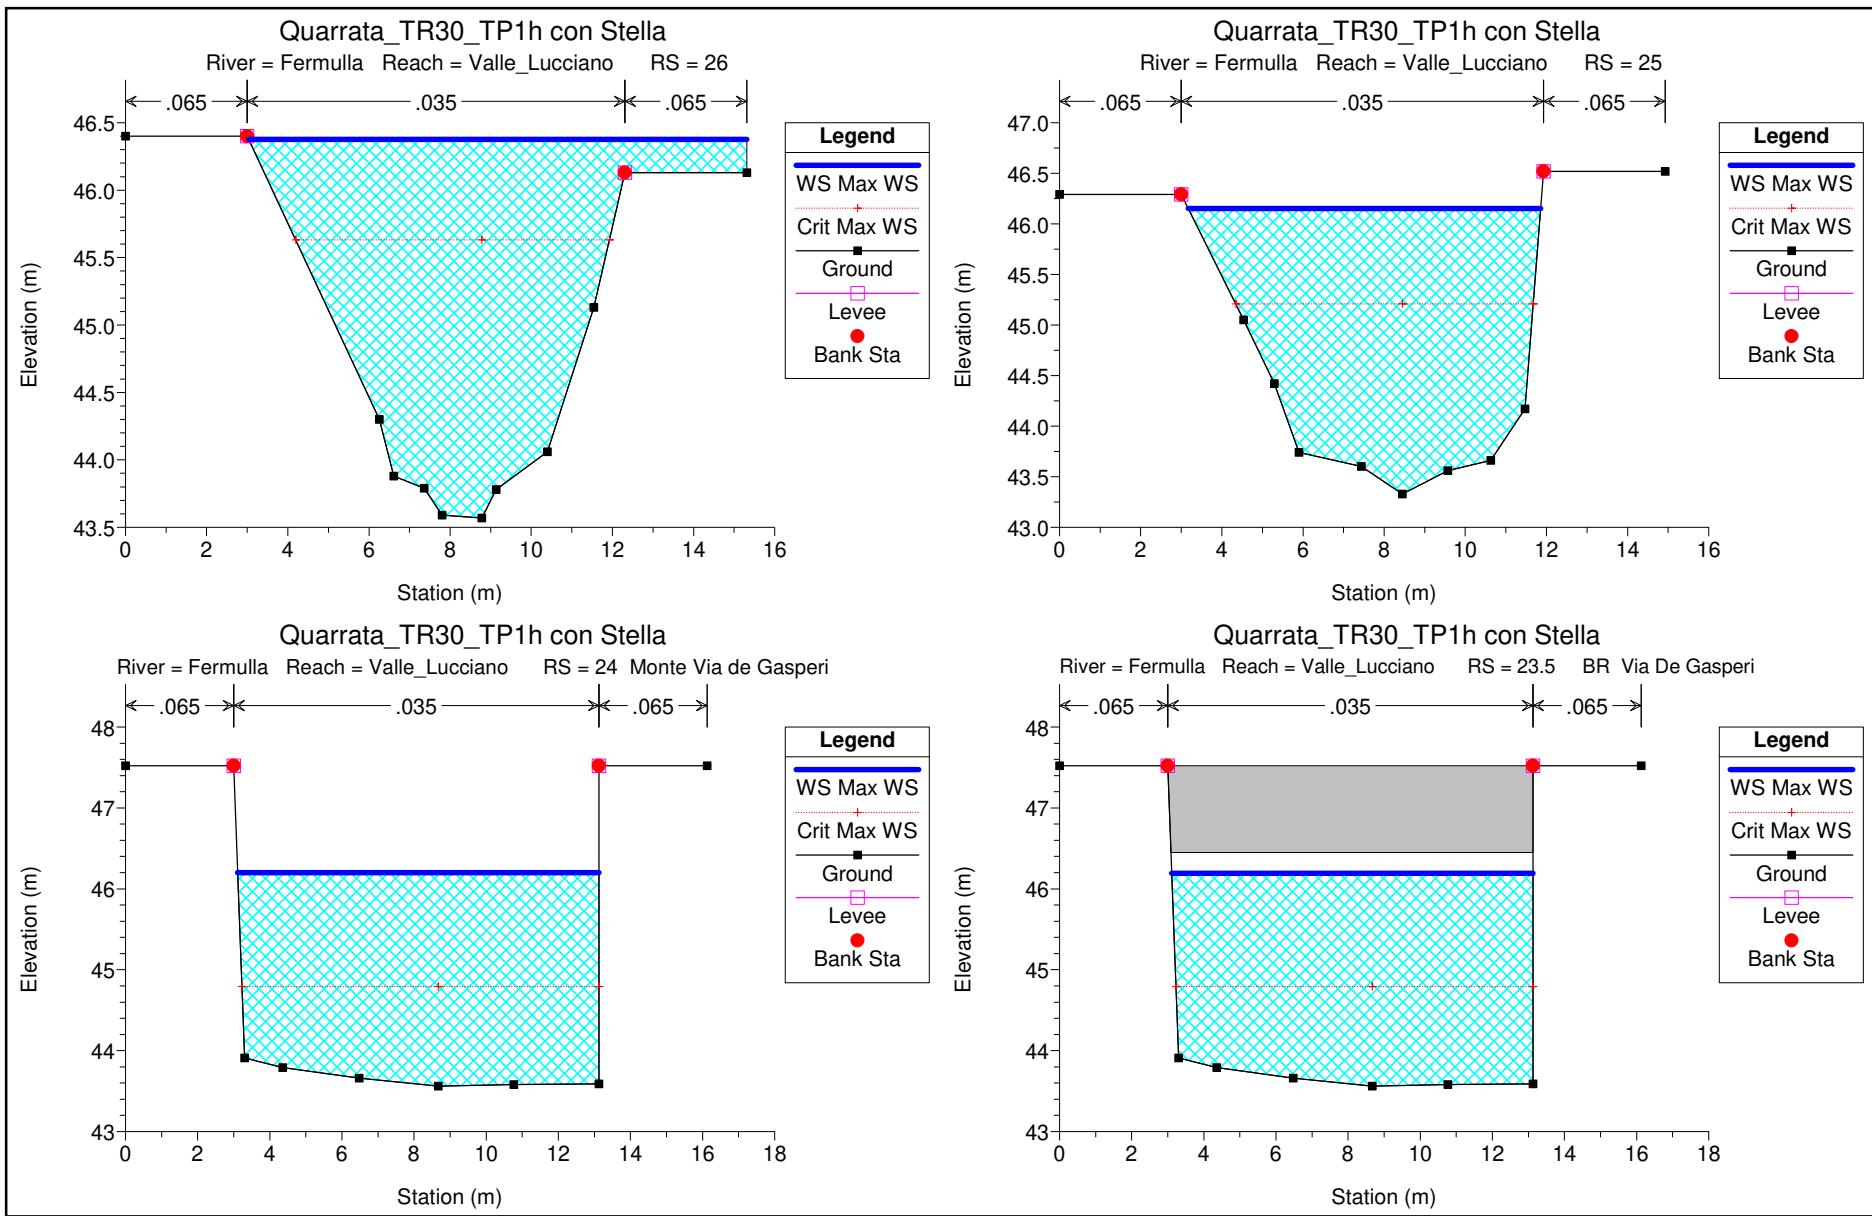 Quarrata_TR30_TP1h con Stella
River = Fermulla Reach = Valle_Lucciano RS = 26
.065 .035 .065
46.5
46.0
45.5
45.0
44.5
44.0
43.5
Elevation (m)
0 2 4 6 8 10 12 14 16
Station (m)
Legend
WS Max WS
Crit Max WS
Ground
Levee
Bank Sta
Quarrata_TR30_TP1h con Stella
River = Fermulla Reach = Valle_Lucciano RS = 25
.065 .035 .065
47.0
46.5
46.0
45.5
45.0
44.5
44.0
43.5
43.0
Elevation (m)
0 2 4 6 8 10 12 14 16
Station (m)
Legend
WS Max WS
Crit Max WS
Ground
Levee
Bank Sta
Quarrata_TR30_TP1h con Stella
River = Fermulla Reach = Valle_Lucciano RS = 24 Monte Via de Gasperi
.065 .035 .065
48
47
46
45
44
43
Elevation (m)
0 2 4 6 8 10 12 14 16 18
Station (m)
Legend
WS Max WS
Crit Max WS
Ground
Levee
Bank Sta
Quarrata_TR30_TP1h con Stella
River = Fermulla Reach = Valle_Lucciano RS = 23.5 BR Via De Gasperi
.065 .035 .065
48
47
46
45
44
43
Elevation (m)
0 2 4 6 8 10 12 14 16 18
Station (m)
Legend
WS Max WS
Crit Max WS
Ground
Levee
Bank Sta